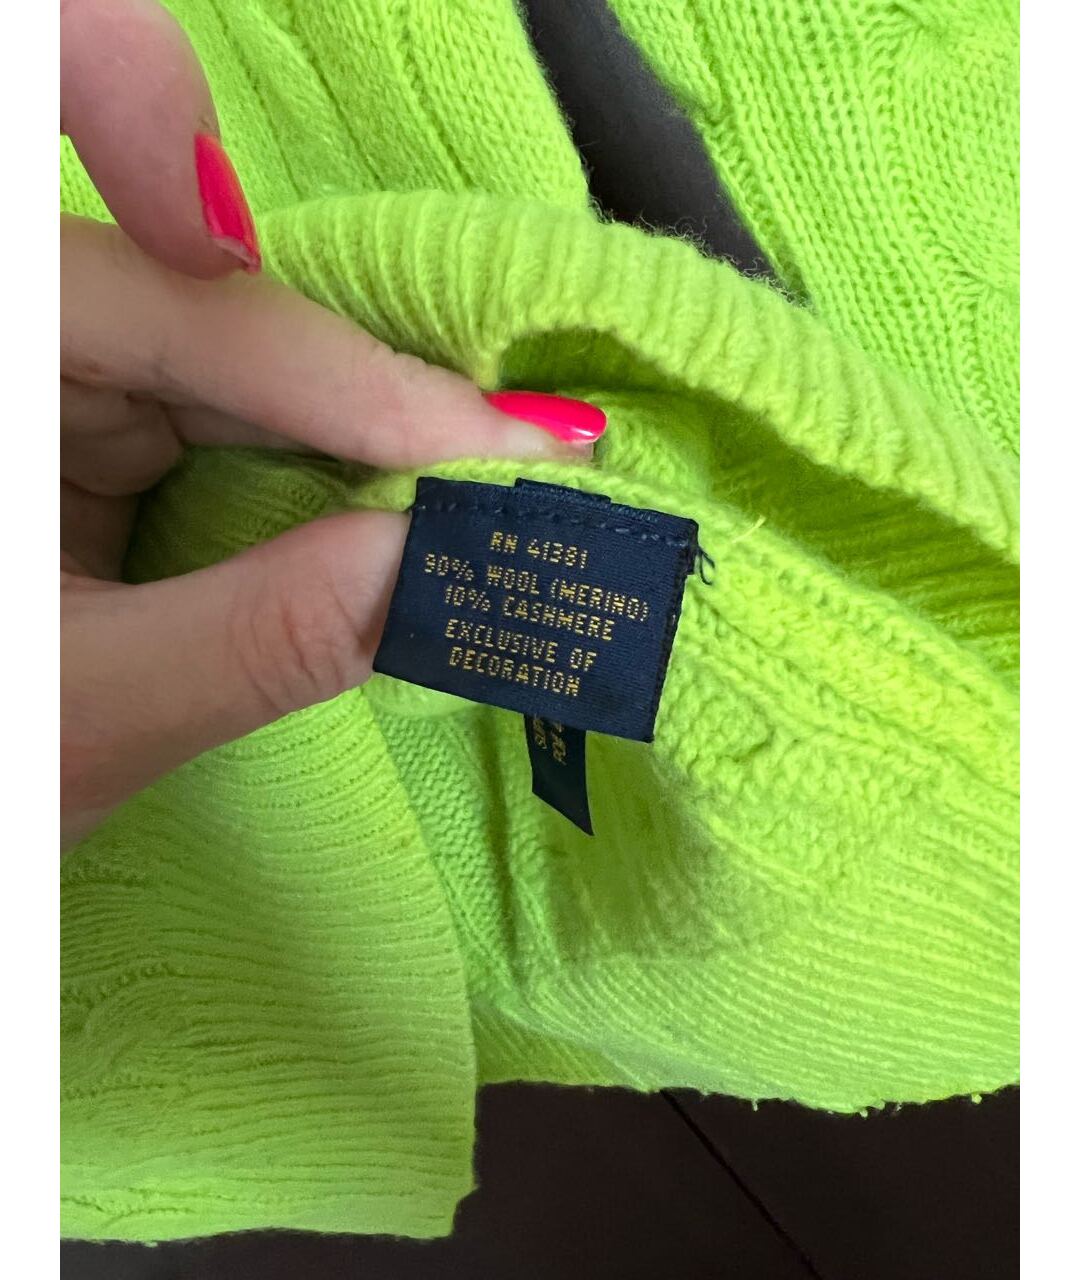 RN 41381
90% WOOL (MERINO)
10% CASHMERE
EXCLUSIVE OF
DECORATION